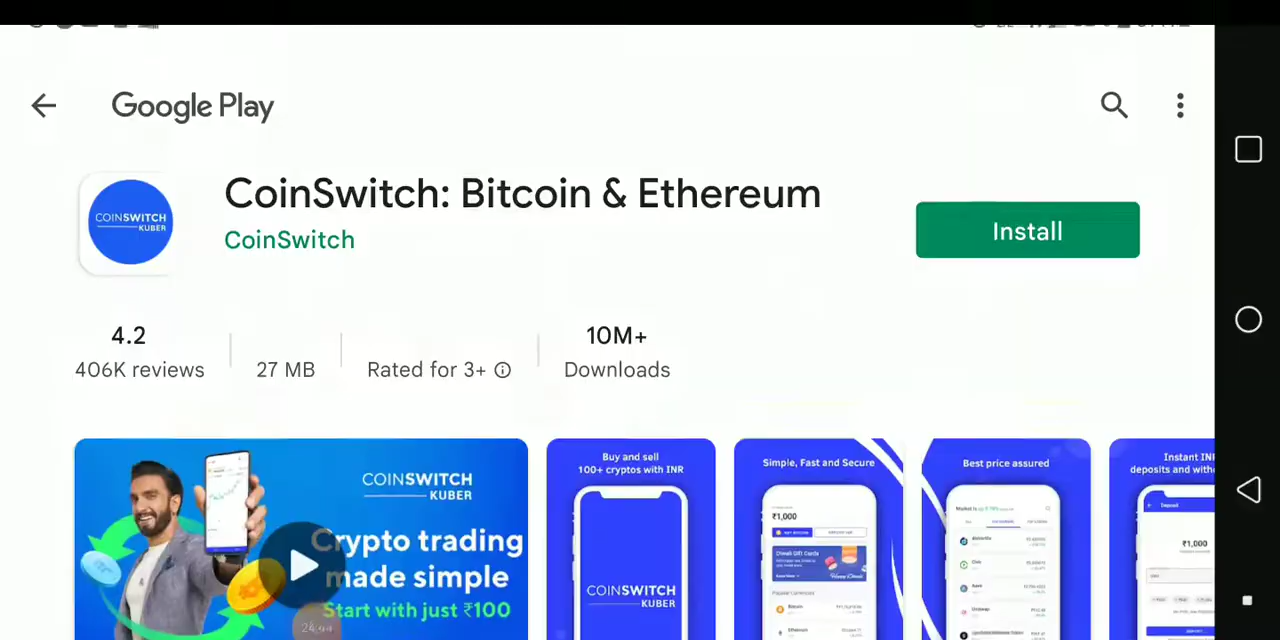 Google Play
CoinSwitch: Bitcoin & Ethereum
CoinSwitch
Install
COINSWITCH
KUBER
4.2
406K reviews
27 MB
Rated for 3+
10M+
Downloads
COINSWITCH
KUBER
Crypto trading
made simple
Start with just ₹100
Buy and sell
100+ cryptos with INR
COINSWITCH
KUBER
Simple, Fast and Secure
₹1,000
Best price assured
Instant
deposits and
Deposit
₹1,000